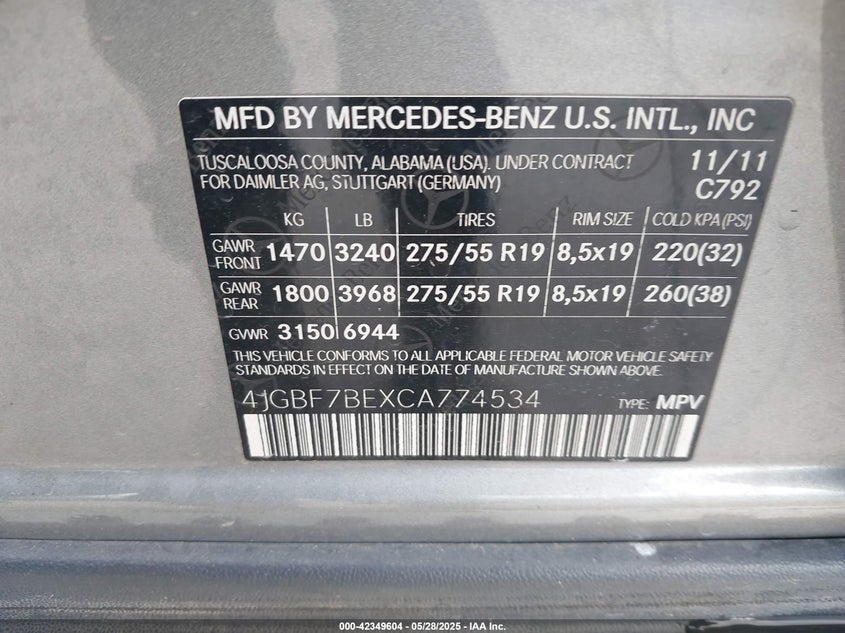 MFD BY MERCEDES-BENZ U.S. INTL., INC
TUSCALOOSA COUNTY, ALABAMA (USA). UNDER CONTRACT 11/11
FOR DAIMLER AG, STUTTGART (GERMANY) C792
KG LB TIRES RIM SIZE COLD KPA (PSI)
GAWR FRONT 1470 3240 275/55 R19 8,5x19 220(32)
GAWR REAR 1800 3968 275/55 R19 8,5x19 260(38)
GVWR 3150 6944
THIS VEHICLE CONFORMS TO ALL APPLICABLE FEDERAL MOTOR VEHICLE SAFETY
STANDARDS IN EFFECT ON THE DATE OF MANUFACTURE SHOWN ABOVE.
4JGBF7BEXCA774534 TYPE: MPV
000-42349604 — 05/28/2025 - IAA Inc.